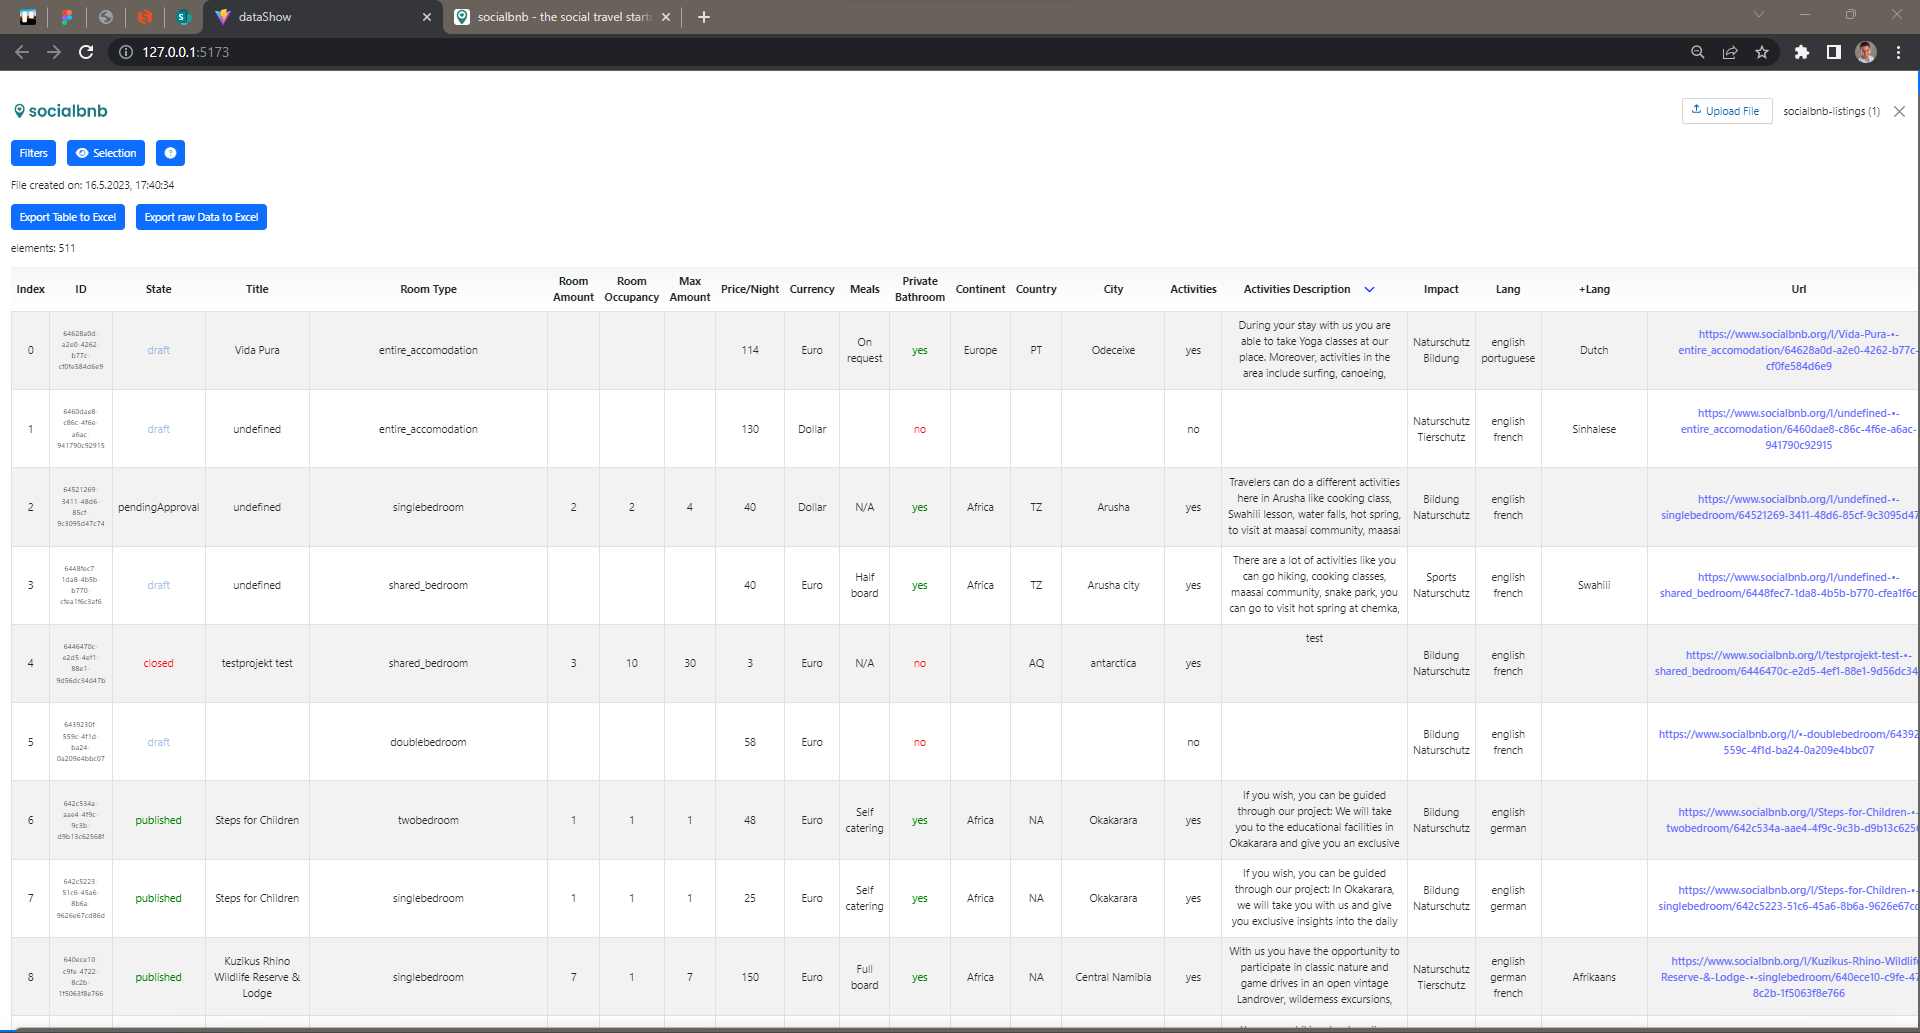 dataShow
socialbnb - the social travel start
127.0.0.1:5173
socialbnb
Upload File socialbnb-listings (1)
Filters Selection ?
File created on: 16.5.2023, 17:40:34
Export Table to Excel Export raw Data to Excel
elements: 511
Index ID State Title Room Type Room Amount Room Occupancy Max Amount Price/Night Currency Meals Private Bathroom Continent Country City Activities Activities Description Impact Lang +Lang Url
0 64628a0d-a2e0-4262-b77c-cf0fe584d6e9 draft Vida Pura entire_accomodation 114 Euro On request yes Europe PT Odeceixe yes During your stay with us you are able to take Yoga classes at our place. Moreover, activities in the area include surfing, canoeing, Naturschutz Bildung english portuguese Dutch https://www.socialbnb.org/l/Vida-Pura-•-entire_accomodation/64628a0d-a2e0-4262-b77c-cf0fe584d6e9
1 6460dae8-c86c-4f6e-a6ac-941790c92915 draft undefined entire_accomodation 130 Dollar no no Naturschutz Tierschutz english french Sinhalese https://www.socialbnb.org/l/undefined-•-entire_accomodation/6460dae8-c86c-4f6e-a6ac-941790c92915
2 64521269-3411-48d6-85cf-9c3095d47c74 pendingApproval undefined singlebedroom 2 2 4 40 Dollar N/A yes Africa TZ Arusha yes Travelers can do a different activities here in Arusha like cooking class, Swahili lesson, water falls, hot spring, to visit at maasai community, maasai Bildung Naturschutz english french https://www.socialbnb.org/l/undefined-•-singlebedroom/64521269-3411-48d6-85cf-9c3095d47
3 6448fec7-1da8-4b5b-b770-cfea1f6c3af6 draft undefined shared_bedroom 40 Euro Half board yes Africa TZ Arusha city yes There are a lot of activities like you can go hiking, cooking classes, maasai community, snake park, you can go to visit hot spring at chemka, Sports Naturschutz english french Swahili https://www.socialbnb.org/l/undefined-•-shared_bedroom/6448fec7-1da8-4b5b-b770-cfea1f6c
4 6446470c-e2d5-4ef1-88e1-9d56dc34d47b closed testprojekt test shared_bedroom 3 10 30 3 Euro N/A no AQ antarctica yes test Bildung Naturschutz english french https://www.socialbnb.org/l/testprojekt-test-•-shared_bedroom/6446470c-e2d5-4ef1-88e1-9d56dc34
5 6439230f-559c-4f1d-ba24-0a209e4bbc07 draft doublebedroom 58 Euro no no Bildung Naturschutz english french https://www.socialbnb.org/l/•-doublebedroom/64392 559c-4f1d-ba24-0a209e4bbc07
6 642c534a-aae4-4f9c-9c3b-d9b13c62568f published Steps for Children twobedroom 1 1 1 48 Euro Self catering yes Africa NA Okakarara yes If you wish, you can be guided through our project: We will take you to the educational facilities in Okakarara and give you an exclusive Bildung Naturschutz english german https://www.socialbnb.org/l/Steps-for-Children-•-twobedroom/642c534a-aae4-4f9c-9c3b-d9b13c625
7 642c5223-51c6-45a6-8b6a-9626e67cd86d published Steps for Children singlebedroom 1 1 1 25 Euro Self catering yes Africa NA Okakarara yes If you wish, you can be guided through our project: In Okakarara, we will take you with us and give you exclusive insights into the daily Bildung Naturschutz english german https://www.socialbnb.org/l/Steps-for-Children-•-singlebedroom/642c5223-51c6-45a6-8b6a-9626e67cd
8 640ece10-c9fe-4722-8c2b-1f5063f8e766 published Kuzikus Rhino Wildlife Reserve & Lodge singlebedroom 7 1 7 150 Euro Full board yes Africa NA Central Namibia yes With us you have the opportunity to participate in classic nature and game drives in an open vintage Landrover, wilderness excursions, Naturschutz Tierschutz english german french Afrikaans https://www.socialbnb.org/l/Kuzikus-Rhino-Wildlife-Reserve-&-Lodge-•-singlebedroom/640ece10-c9fe-47 8c2b-1f5063f8e766